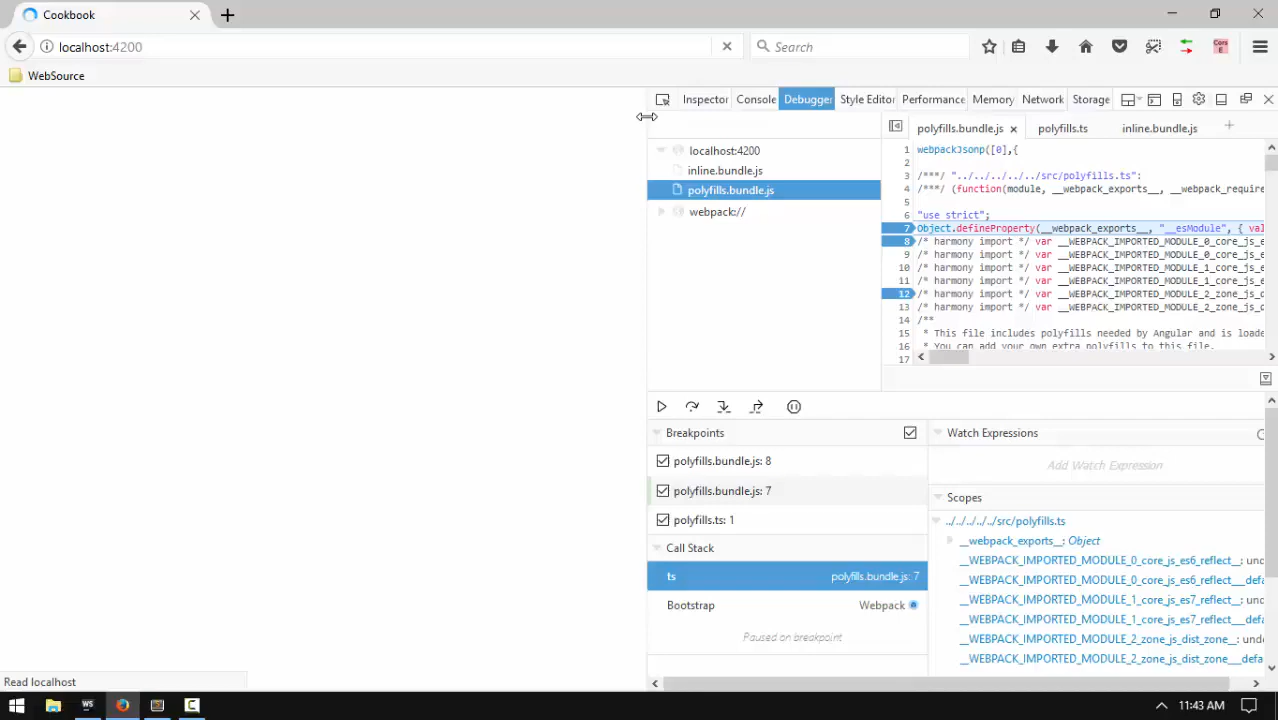 Cookbook
localhost:4200
Search
WebSource
Inspector Console Debugger Style Editor Performance Memory Network Storage
polyfills.bundle.js polyfills.ts inline.bundle.js
localhost:4200
inline.bundle.js
polyfills.bundle.js
webpack://
1 webpackJsonp([0],{
2
3 /***/ "../../../../../src/polyfills.ts":
4 /***/ (function(module, __webpack_exports__, __webpack_require
5
6 "use strict";
7 Object.defineProperty(__webpack_exports__, "__esModule", { val
8 /* harmony import */ var __WEBPACK_IMPORTED_MODULE_0_core_js_e
9 /* harmony import */ var __WEBPACK_IMPORTED_MODULE_0_core_js_e
10 /* harmony import */ var __WEBPACK_IMPORTED_MODULE_1_core_js_e
11 /* harmony import */ var __WEBPACK_IMPORTED_MODULE_1_core_js_e
12 /* harmony import */ var __WEBPACK_IMPORTED_MODULE_2_zone_js_d
13 /* harmony import */ var __WEBPACK_IMPORTED_MODULE_2_zone_js_d
14 /**
15 * This file includes polyfills needed by Angular and is loade
16 * You can add your own extra polyfills to this file.
17
Breakpoints
polyfills.bundle.js: 8
polyfills.bundle.js: 7
polyfills.ts: 1
Call Stack
ts polyfills.bundle.js: 7
Bootstrap Webpack
Paused on breakpoint
Watch Expressions
Add Watch Expression
Scopes
../../../../../src/polyfills.ts
__webpack_exports__: Object
__WEBPACK_IMPORTED_MODULE_0_core_js_es6_reflect__: und
__WEBPACK_IMPORTED_MODULE_0_core_js_es6_reflect___defa
__WEBPACK_IMPORTED_MODULE_1_core_js_es7_reflect__: und
__WEBPACK_IMPORTED_MODULE_1_core_js_es7_reflect___defa
__WEBPACK_IMPORTED_MODULE_2_zone_js_dist_zone__: unde
__WEBPACK_IMPORTED_MODULE_2_zone_js_dist_zone___defa
Read localhost
11:43 AM